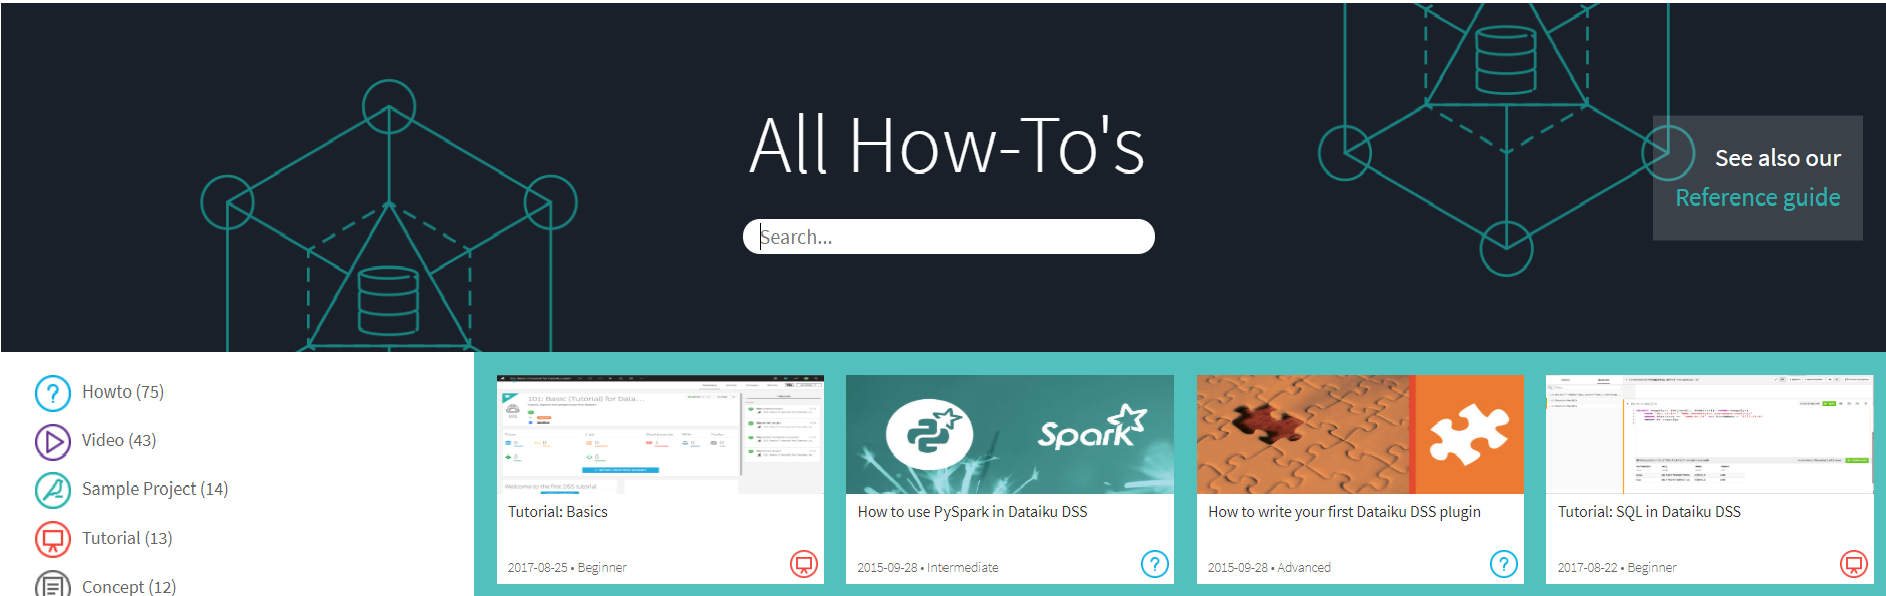 All How-To's
Search...
See also our
Reference guide
Howto (75)
Video (43)
Sample Project (14)
Tutorial (13)
Concept (12)
101: Basic (Tutorial) for Data...
Welcome to the first DSS tutorial
Tutorial: Basics
2017-08-25 • Beginner
Spark
How to use PySpark in Dataiku DSS
2015-09-28 • Intermediate
How to write your first Dataiku DSS plugin
2015-09-28 • Advanced
Tutorial: SQL in Dataiku DSS
2017-08-22 • Beginner